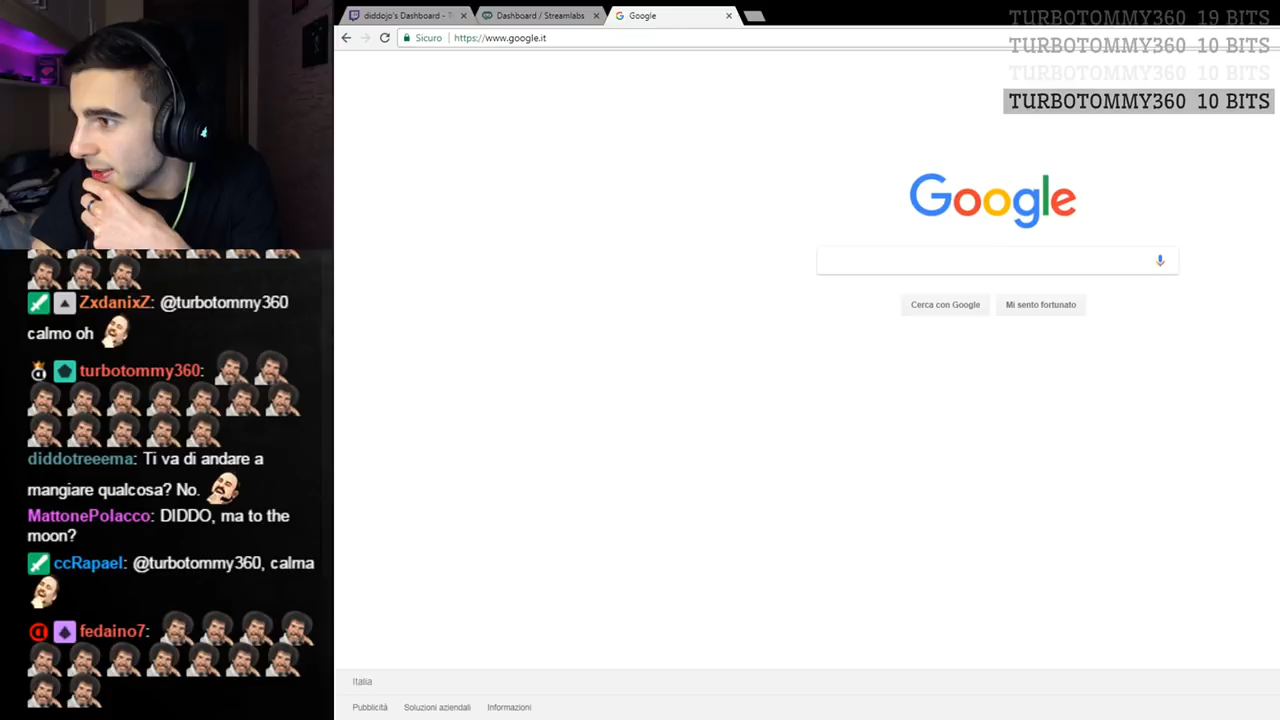 diddojo's Dashboard - T
Dashboard / Streamlabs
Google
Sicuro
https://www.google.it
TURBOTOMMY360 19 BITS
TURBOTOMMY360 10 BITS
TURBOTOMMY360 10 BITS
TURBOTOMMY360 10 BITS
Google
Cerca con Google
Mi sento fortunato
ZxdanixZ: @turbotommy360
calmo oh
turbotommy360:
diddotreeema: Ti va di andare a
mangiare qualcosa? No.
MattonePolacco: DIDDO, ma to the
moon?
ccRapael: @turbotommy360, calma
fedaino7:
Italia
Pubblicità
Soluzioni aziendali
Informazioni